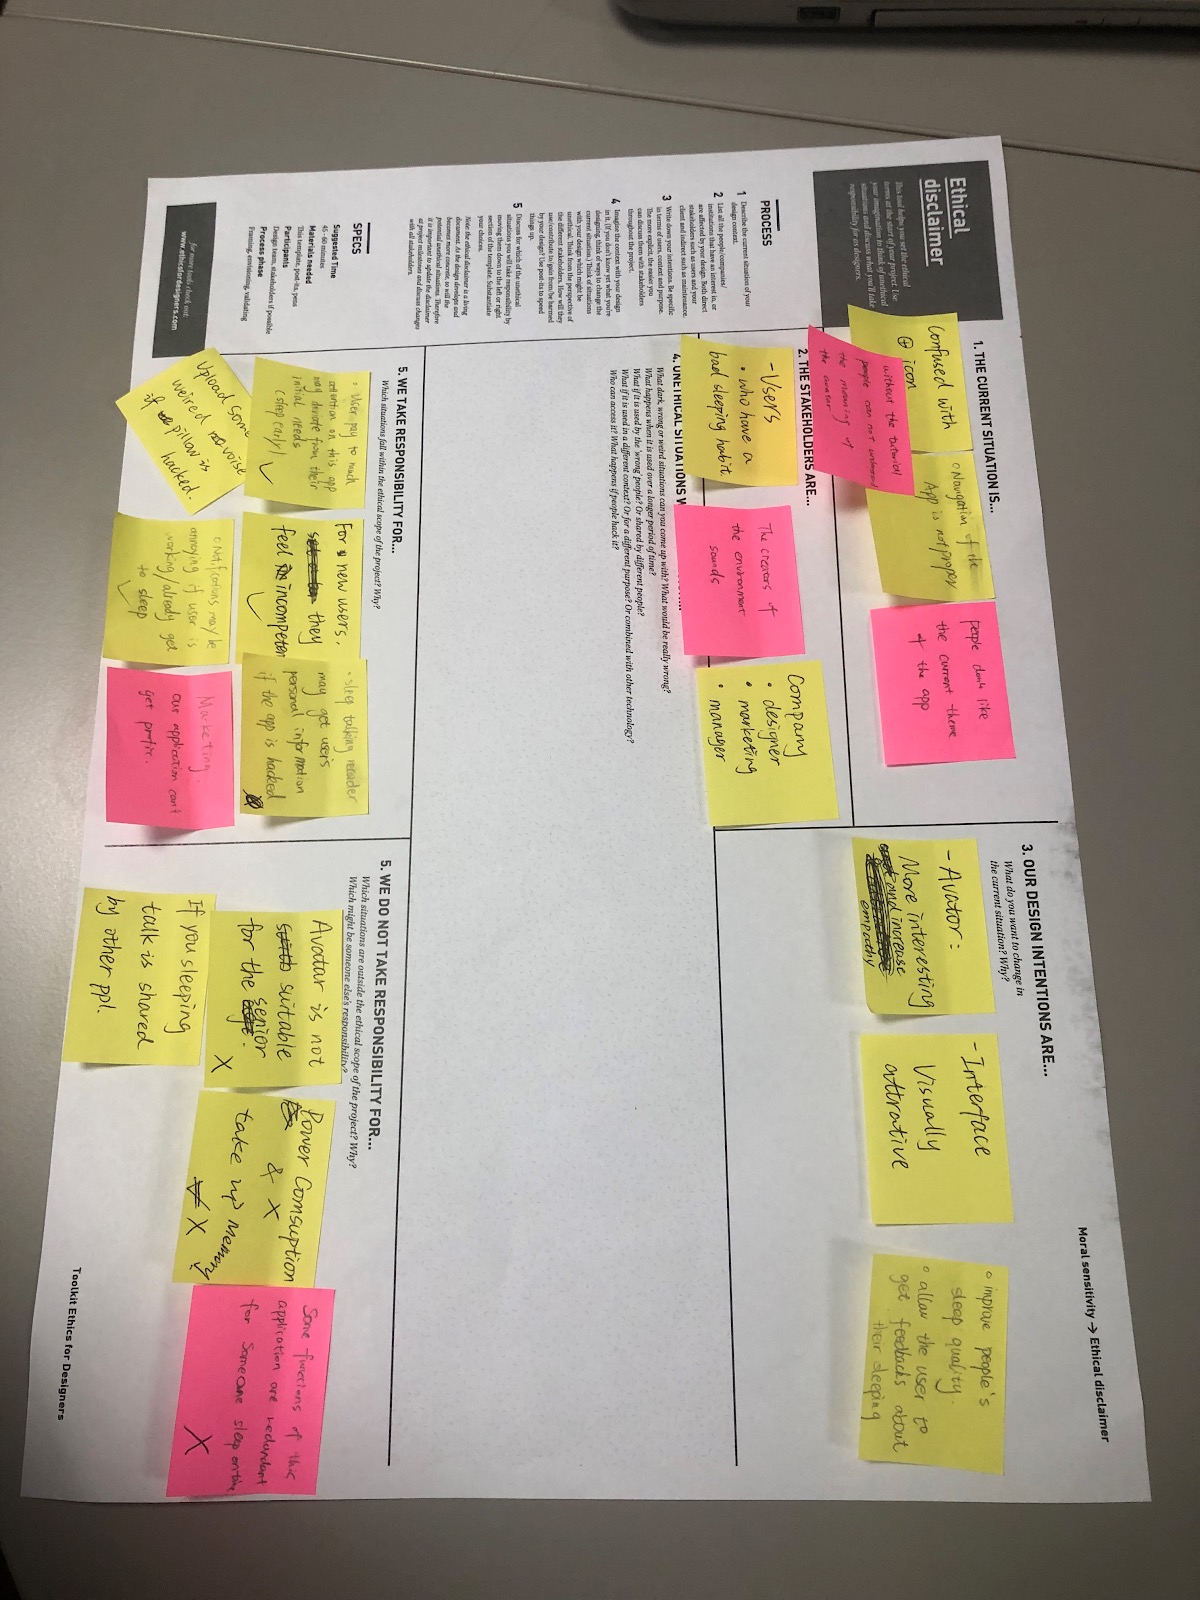 Ethical
disclaimer
This tool helps you set the ethical
terms at the start of your project. Use
your imagination to think of unethical
situations and discuss what you'll take
responsibility for as designers.
PROCESS
1 Describe the current situation of your
design context.
2 List all the people/companies/
institutions that have an interest in, or
are affected by your design. Both direct
stakeholders such as users and your
client and indirect such as maintenance.
3 Write down your intentions. Be specific
in terms of users, context and purpose.
The more explicit, the easier you
can discuss them with stakeholders
throughout the project.
4 Imagine the context with your design
in it. (If you don't know yet what you're
designing, think of ways to change the
current situation.) Think of situations
with your design which might be
unethical. Think from the perspective of
the different stakeholders. How will they
use/contribute to/gain from/be harmed
by your design? Use post-its to speed
things up.
5 Discuss for which of the unethical
situations you will take responsibility by
moving them down to the left or right
section of the template. Substantiate
your choices.
Note: the ethical disclaimer is a living
document. As the design develops and
becomes more concrete, so will the
potential unethical situations. Therefore
it is important to update the disclaimer
at project milestones and discuss changes
with all stakeholders.
SPECS
Suggested Time
45-60 minutes
Materials needed
This template, post-its, pens
Participants
Design team, stakeholders if possible
Process phase
Framing, envisioning, validating
for more tools check out:
www.ethicsfordesigners.com
1. THE CURRENT SITUATION IS...
Confused with
⊕ icon
without the tutorial
people can not understand
the meaning of
the avatar
Navigation of the
App is not proper
people don't like
the current theme
of the app
2. THE STAKEHOLDERS ARE...
- Users
• who have a
bad sleeping habit
The creators of
the environment
sounds
Company
• designer
• marketing
• manager
3. OUR DESIGN INTENTIONS ARE...
What do you want to change in
the current situation? Why?
- Avator:
More interesting
and increase
empathy
- Interface
Visually
attrative
improve people's
sleep quality.
allow the user to
get feedbacks about
their sleeping
4. UNETHICAL SITUATIONS
What dark, wrong or weird situations can you come up with? What would be really wrong?
What happens when it is used over a longer period of time?
What if it is used by the 'wrong' people? Or shared by different people?
What if it is used in a different context? Or for a different purpose? Or combined with other technology?
Who can access it? What happens if people hack it?
5. WE TAKE RESPONSIBILITY FOR...
Which situations fall within the ethical scope of the project? Why?
• User pay to much
attention on this app
may deviate from their
initial needs
(sleep early)
For new users,
they
feel incompeten
• Sleep talking recorder
may get users
personal information
if the app is hacked
Upload some
weired noise
if pillow is
hacked.
Notifications may be
annoying if user is
working/already get
to sleep
Marketing.
our application can't
get profit.
5. WE DO NOT TAKE RESPONSIBILITY FOR...
Which situations are outside the ethical scope of the project? Why?
Which might be someone else's responsibility?
Avatar is not
suitable
for the senior.
X
Power Comsuption
& X
take up memory
X
Some functions of this
application are redundant
for someone sleep on time
X
If you sleeping
talk is shared
by other ppl.
Moral sensitivity → Ethical disclaimer
Toolkit Ethics for Designers